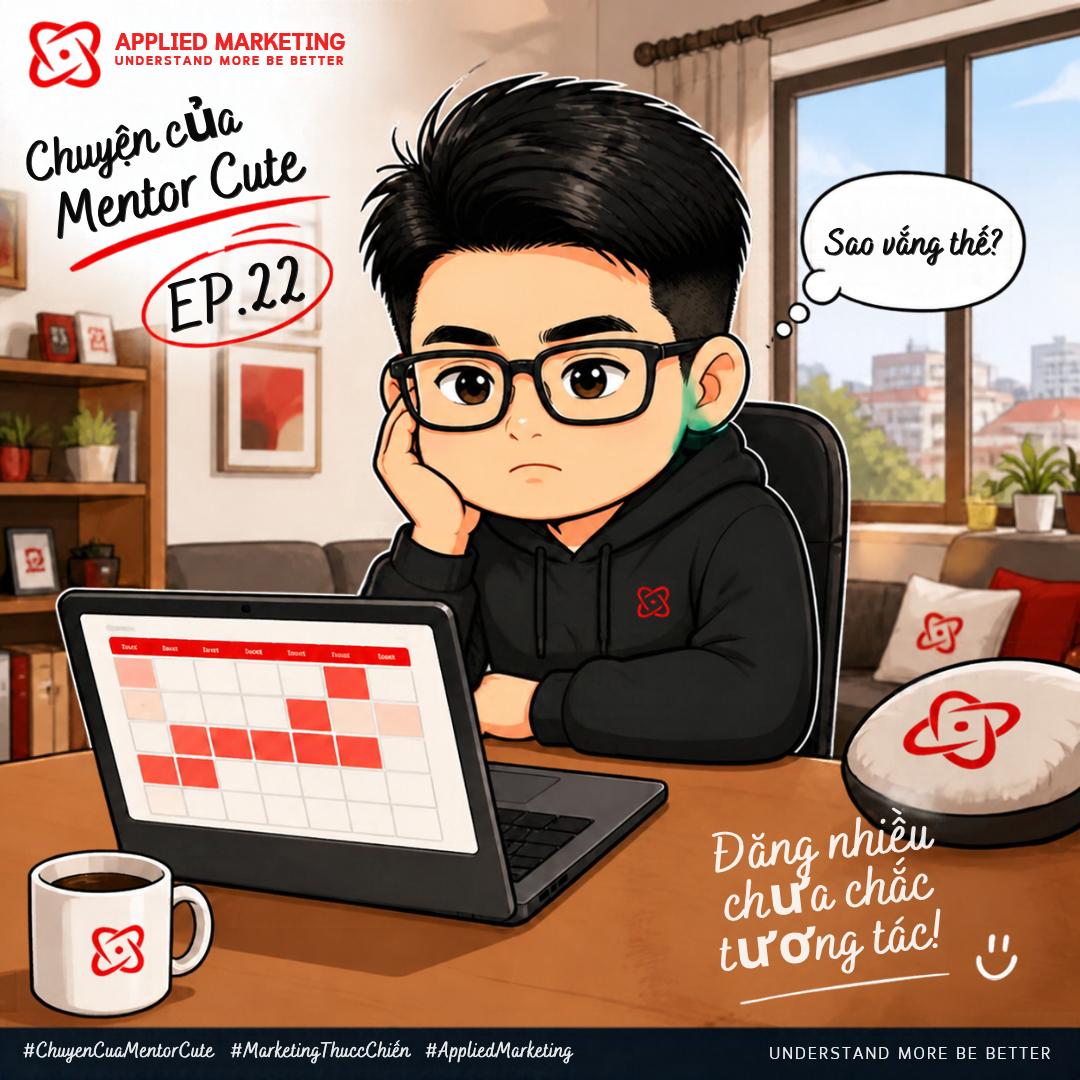 APPLIED MARKETING
UNDERSTAND MORE BE BETTER
Chuyện của
Mentor Cute
EP.22
Sao vắng thế?
Đăng nhiều
chưa chắc
tương tác!
#ChuyenCuaMentorCute #MarketingThuccChiến #AppliedMarketing
UNDERSTAND MORE BE BETTER